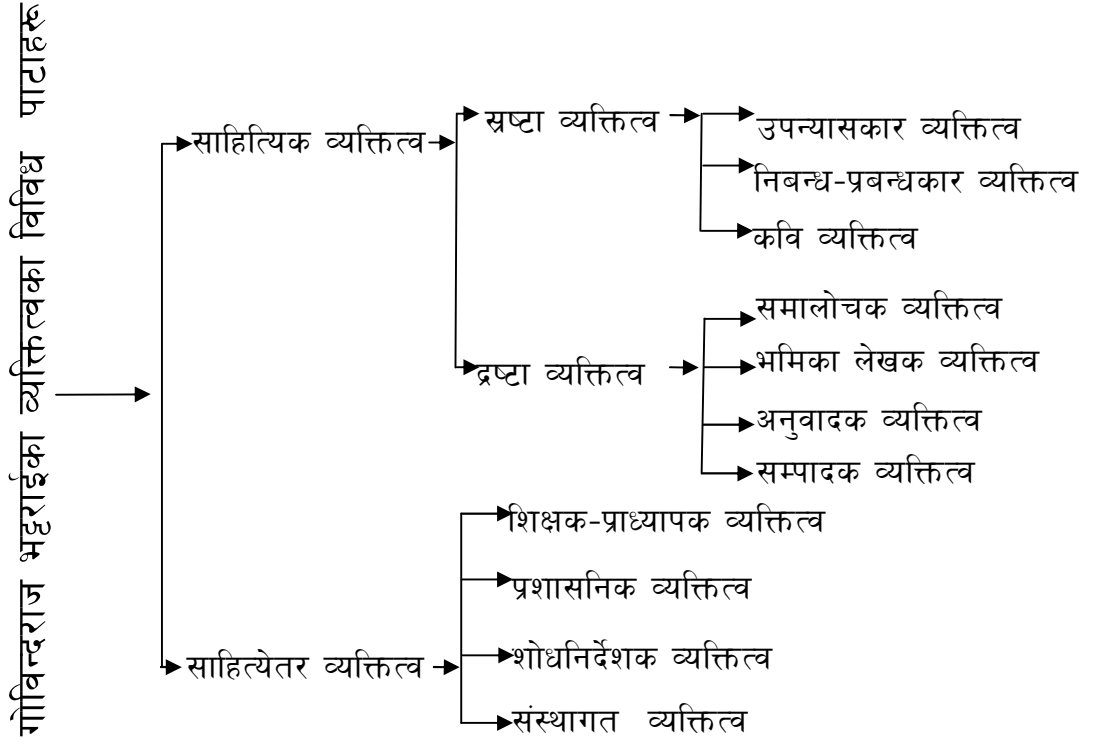 गोविन्दराज भट्टराईका व्यक्तित्वका विविध पाटाहरू
साहित्यिक व्यक्तित्व
स्रष्टा व्यक्तित्व
उपन्यासकार व्यक्तित्व
निबन्ध-प्रबन्धकार व्यक्तित्व
कवि व्यक्तित्व
द्रष्टा व्यक्तित्व
समालोचक व्यक्तित्व
भमिका लेखक व्यक्तित्व
अनुवादक व्यक्तित्व
सम्पादक व्यक्तित्व
साहित्येतर व्यक्तित्व
शिक्षक-प्राध्यापक व्यक्तित्व
प्रशासनिक व्यक्तित्व
शोधनिर्देशक व्यक्तित्व
संस्थागत व्यक्तित्व